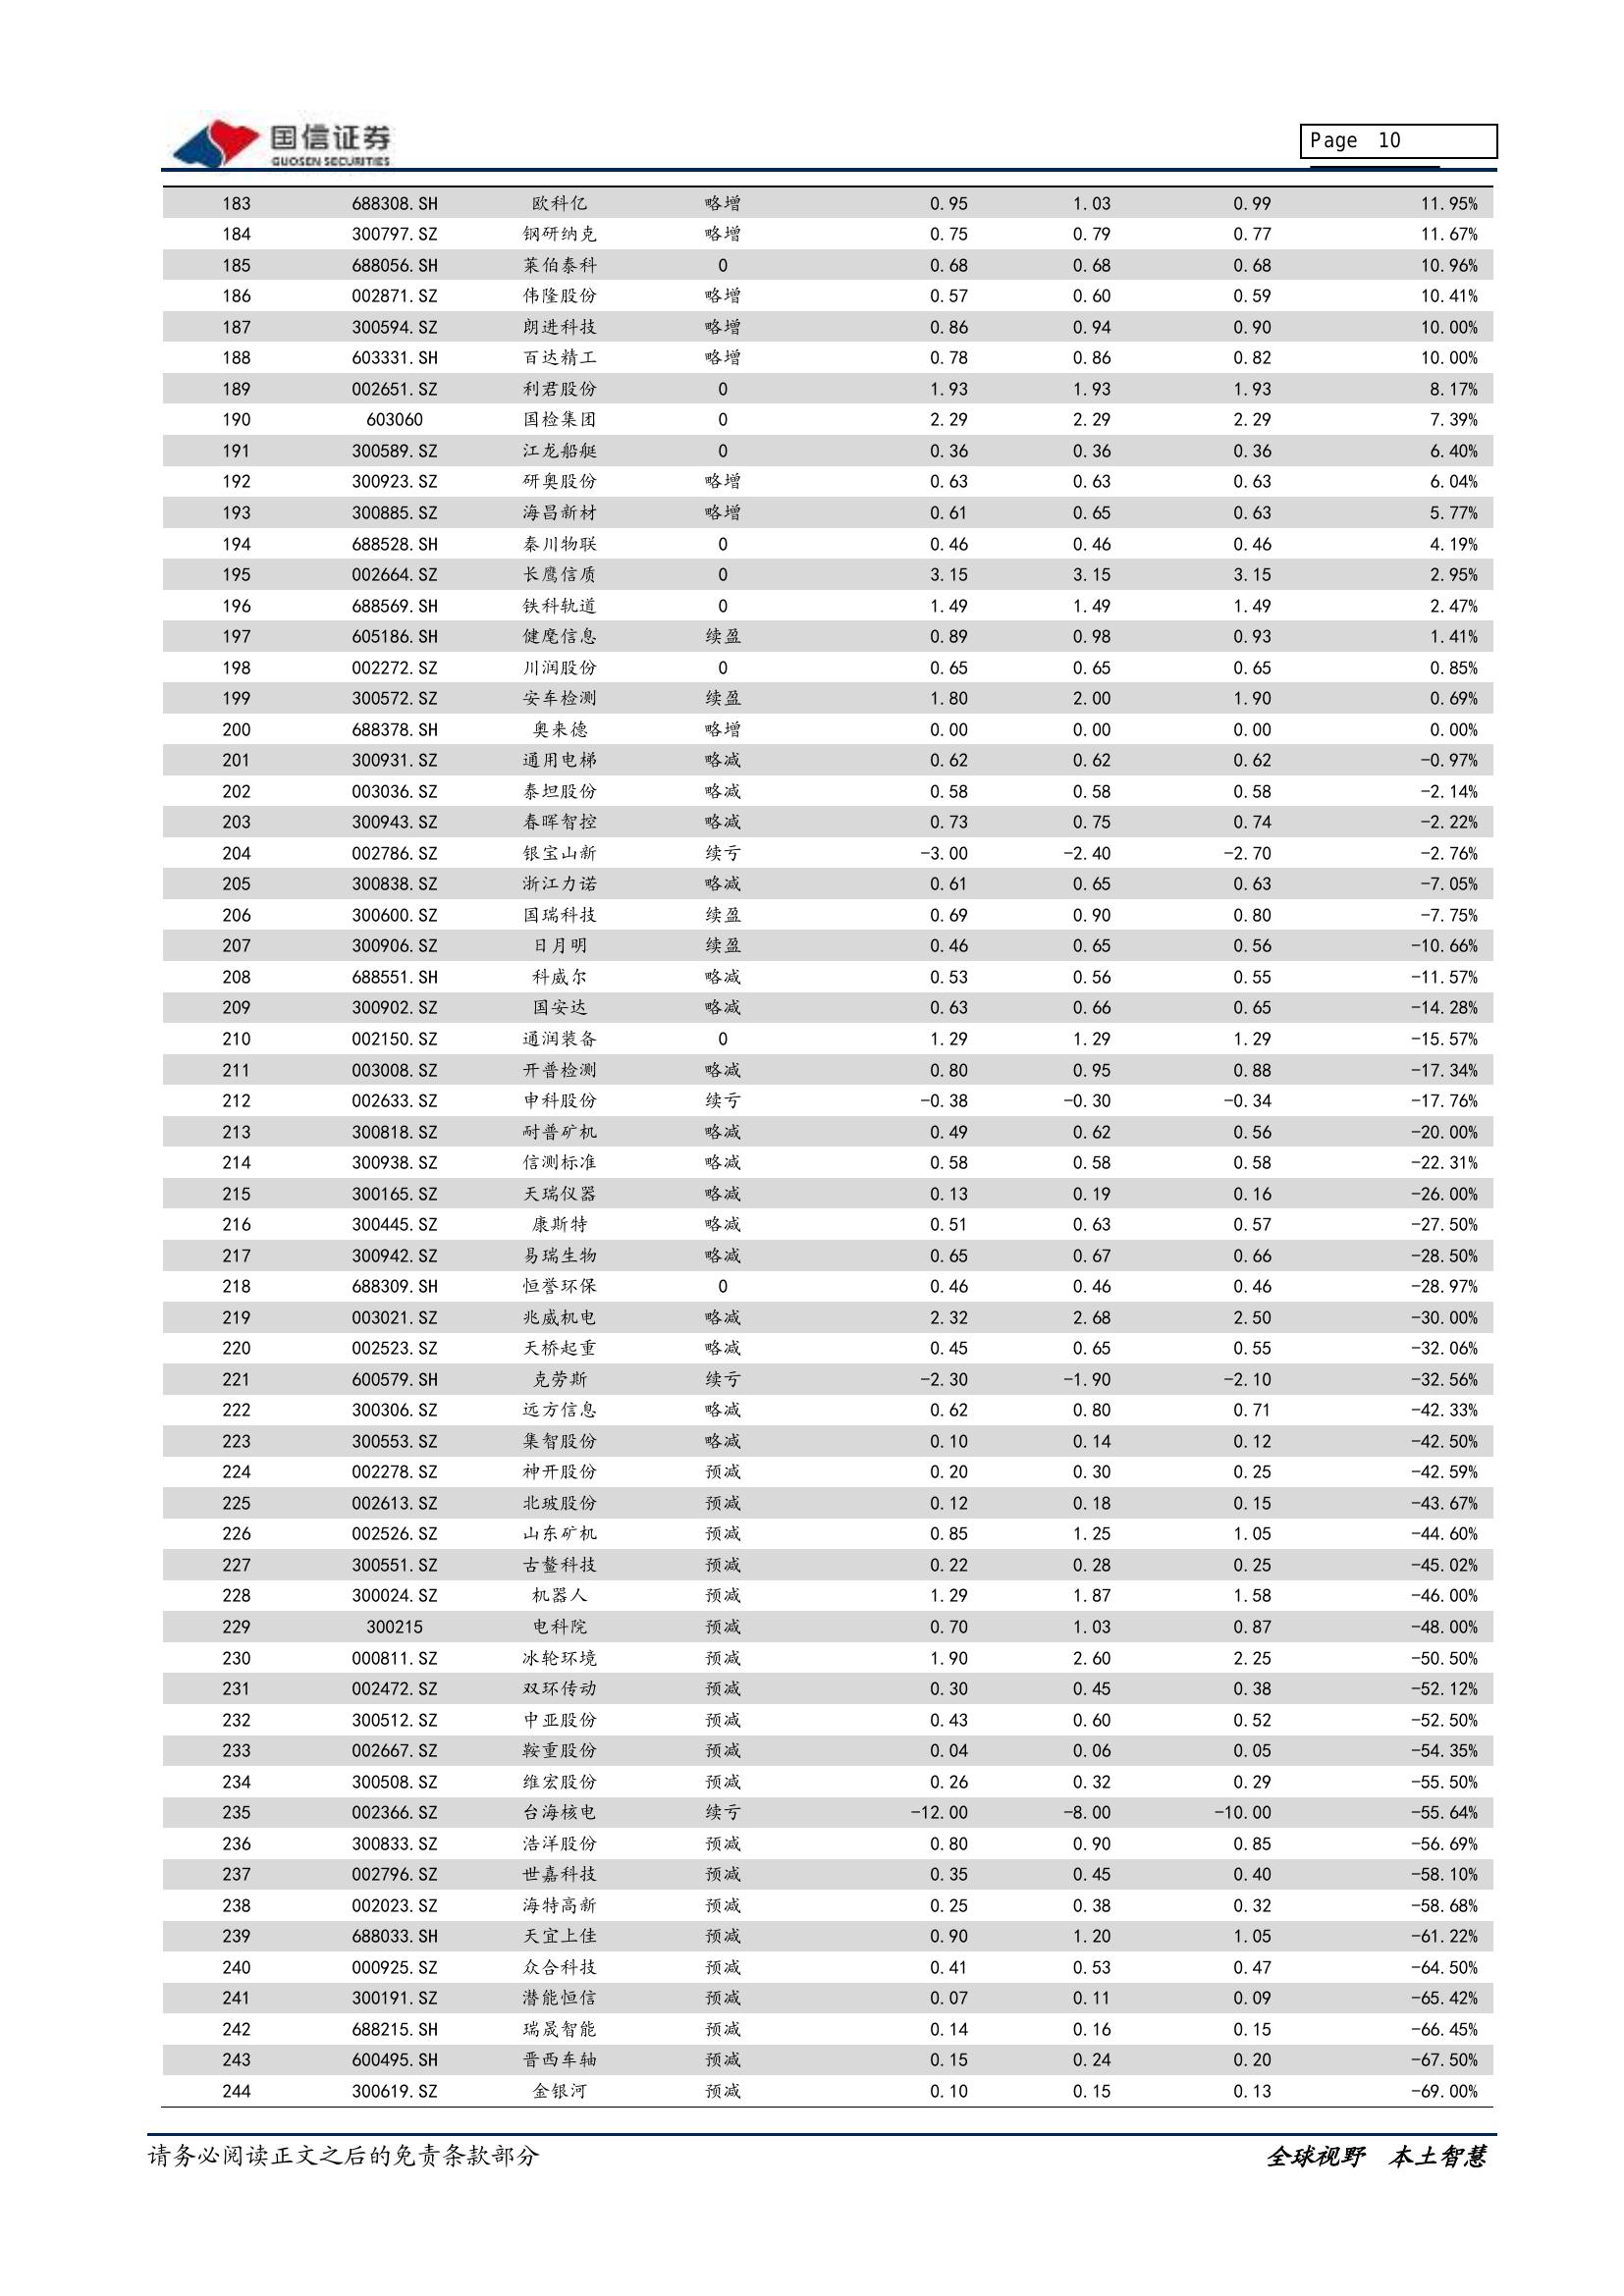 国信证券
GUOSEN SECURITIES
Page 10
183 688308.SH 欧科亿 略增 0.95 1.03 0.99 11.95%
184 300797.SZ 钢研纳克 略增 0.75 0.79 0.77 11.67%
185 688056.SH 莱伯泰科 0 0.68 0.68 0.68 10.96%
186 002871.SZ 伟隆股份 略增 0.57 0.60 0.59 10.41%
187 300594.SZ 朗进科技 略增 0.86 0.94 0.90 10.00%
188 603331.SH 百达精工 略增 0.78 0.86 0.82 10.00%
189 002651.SZ 利君股份 0 1.93 1.93 1.93 8.17%
190 603060 国检集团 0 2.29 2.29 2.29 7.39%
191 300589.SZ 江龙船艇 0 0.36 0.36 0.36 6.40%
192 300923.SZ 研奥股份 略增 0.63 0.63 0.63 6.04%
193 300885.SZ 海昌新材 略增 0.61 0.65 0.63 5.77%
194 688528.SH 秦川物联 0 0.46 0.46 0.46 4.19%
195 002664.SZ 长鹰信质 0 3.15 3.15 3.15 2.95%
196 688569.SH 铁科轨道 0 1.49 1.49 1.49 2.47%
197 605186.SH 健麾信息 续盈 0.89 0.98 0.93 1.41%
198 002272.SZ 川润股份 0 0.65 0.65 0.65 0.85%
199 300572.SZ 安车检测 续盈 1.80 2.00 1.90 0.69%
200 688378.SH 奥来德 略增 0.00 0.00 0.00 0.00%
201 300931.SZ 通用电梯 略减 0.62 0.62 0.62 -0.97%
202 003036.SZ 泰坦股份 略减 0.58 0.58 0.58 -2.14%
203 300943.SZ 春晖智控 略减 0.73 0.75 0.74 -2.22%
204 002786.SZ 银宝山新 续亏 -3.00 -2.40 -2.70 -2.76%
205 300838.SZ 浙江力诺 略减 0.61 0.65 0.63 -7.05%
206 300600.SZ 国瑞科技 续盈 0.69 0.90 0.80 -7.75%
207 300906.SZ 日月明 续盈 0.46 0.65 0.56 -10.66%
208 688551.SH 科威尔 略减 0.53 0.56 0.55 -11.57%
209 300902.SZ 国安达 略减 0.63 0.66 0.65 -14.28%
210 002150.SZ 通润装备 0 1.29 1.29 1.29 -15.57%
211 003008.SZ 开普检测 略减 0.80 0.95 0.88 -17.34%
212 002633.SZ 申科股份 续亏 -0.38 -0.30 -0.34 -17.76%
213 300818.SZ 耐普矿机 略减 0.49 0.62 0.56 -20.00%
214 300938.SZ 信测标准 略减 0.58 0.58 0.58 -22.31%
215 300165.SZ 天瑞仪器 略减 0.13 0.19 0.16 -26.00%
216 300445.SZ 康斯特 略减 0.51 0.63 0.57 -27.50%
217 300942.SZ 易瑞生物 略减 0.65 0.67 0.66 -28.50%
218 688309.SH 恒誉环保 0 0.46 0.46 0.46 -28.97%
219 003021.SZ 兆威机电 略减 2.32 2.68 2.50 -30.00%
220 002523.SZ 天桥起重 略减 0.45 0.65 0.55 -32.06%
221 600579.SH 克劳斯 续亏 -2.30 -1.90 -2.10 -32.56%
222 300306.SZ 远方信息 略减 0.62 0.80 0.71 -42.33%
223 300553.SZ 集智股份 略减 0.10 0.14 0.12 -42.50%
224 002278.SZ 神开股份 预减 0.20 0.30 0.25 -42.59%
225 002613.SZ 北玻股份 预减 0.12 0.18 0.15 -43.67%
226 002526.SZ 山东矿机 预减 0.85 1.25 1.05 -44.60%
227 300551.SZ 古鳌科技 预减 0.22 0.28 0.25 -45.02%
228 300024.SZ 机器人 预减 1.29 1.87 1.58 -46.00%
229 300215 电科院 预减 0.70 1.03 0.87 -48.00%
230 000811.SZ 冰轮环境 预减 1.90 2.60 2.25 -50.50%
231 002472.SZ 双环传动 预减 0.30 0.45 0.38 -52.12%
232 300512.SZ 中亚股份 预减 0.43 0.60 0.52 -52.50%
233 002667.SZ 鞍重股份 预减 0.04 0.06 0.05 -54.35%
234 300508.SZ 维宏股份 预减 0.26 0.32 0.29 -55.50%
235 002366.SZ 台海核电 续亏 -12.00 -8.00 -10.00 -55.64%
236 300833.SZ 浩洋股份 预减 0.80 0.90 0.85 -56.69%
237 002796.SZ 世嘉科技 预减 0.35 0.45 0.40 -58.10%
238 002023.SZ 海特高新 预减 0.25 0.38 0.32 -58.68%
239 688033.SH 天宜上佳 预减 0.90 1.20 1.05 -61.22%
240 000925.SZ 众合科技 预减 0.41 0.53 0.47 -64.50%
241 300191.SZ 潜能恒信 预减 0.07 0.11 0.09 -65.42%
242 688215.SH 瑞晟智能 预减 0.14 0.16 0.15 -66.45%
243 600495.SH 晋西车轴 预减 0.15 0.24 0.20 -67.50%
244 300619.SZ 金银河 预减 0.10 0.15 0.13 -69.00%
请务必阅读正文之后的免责条款部分 全球视野 本土智慧